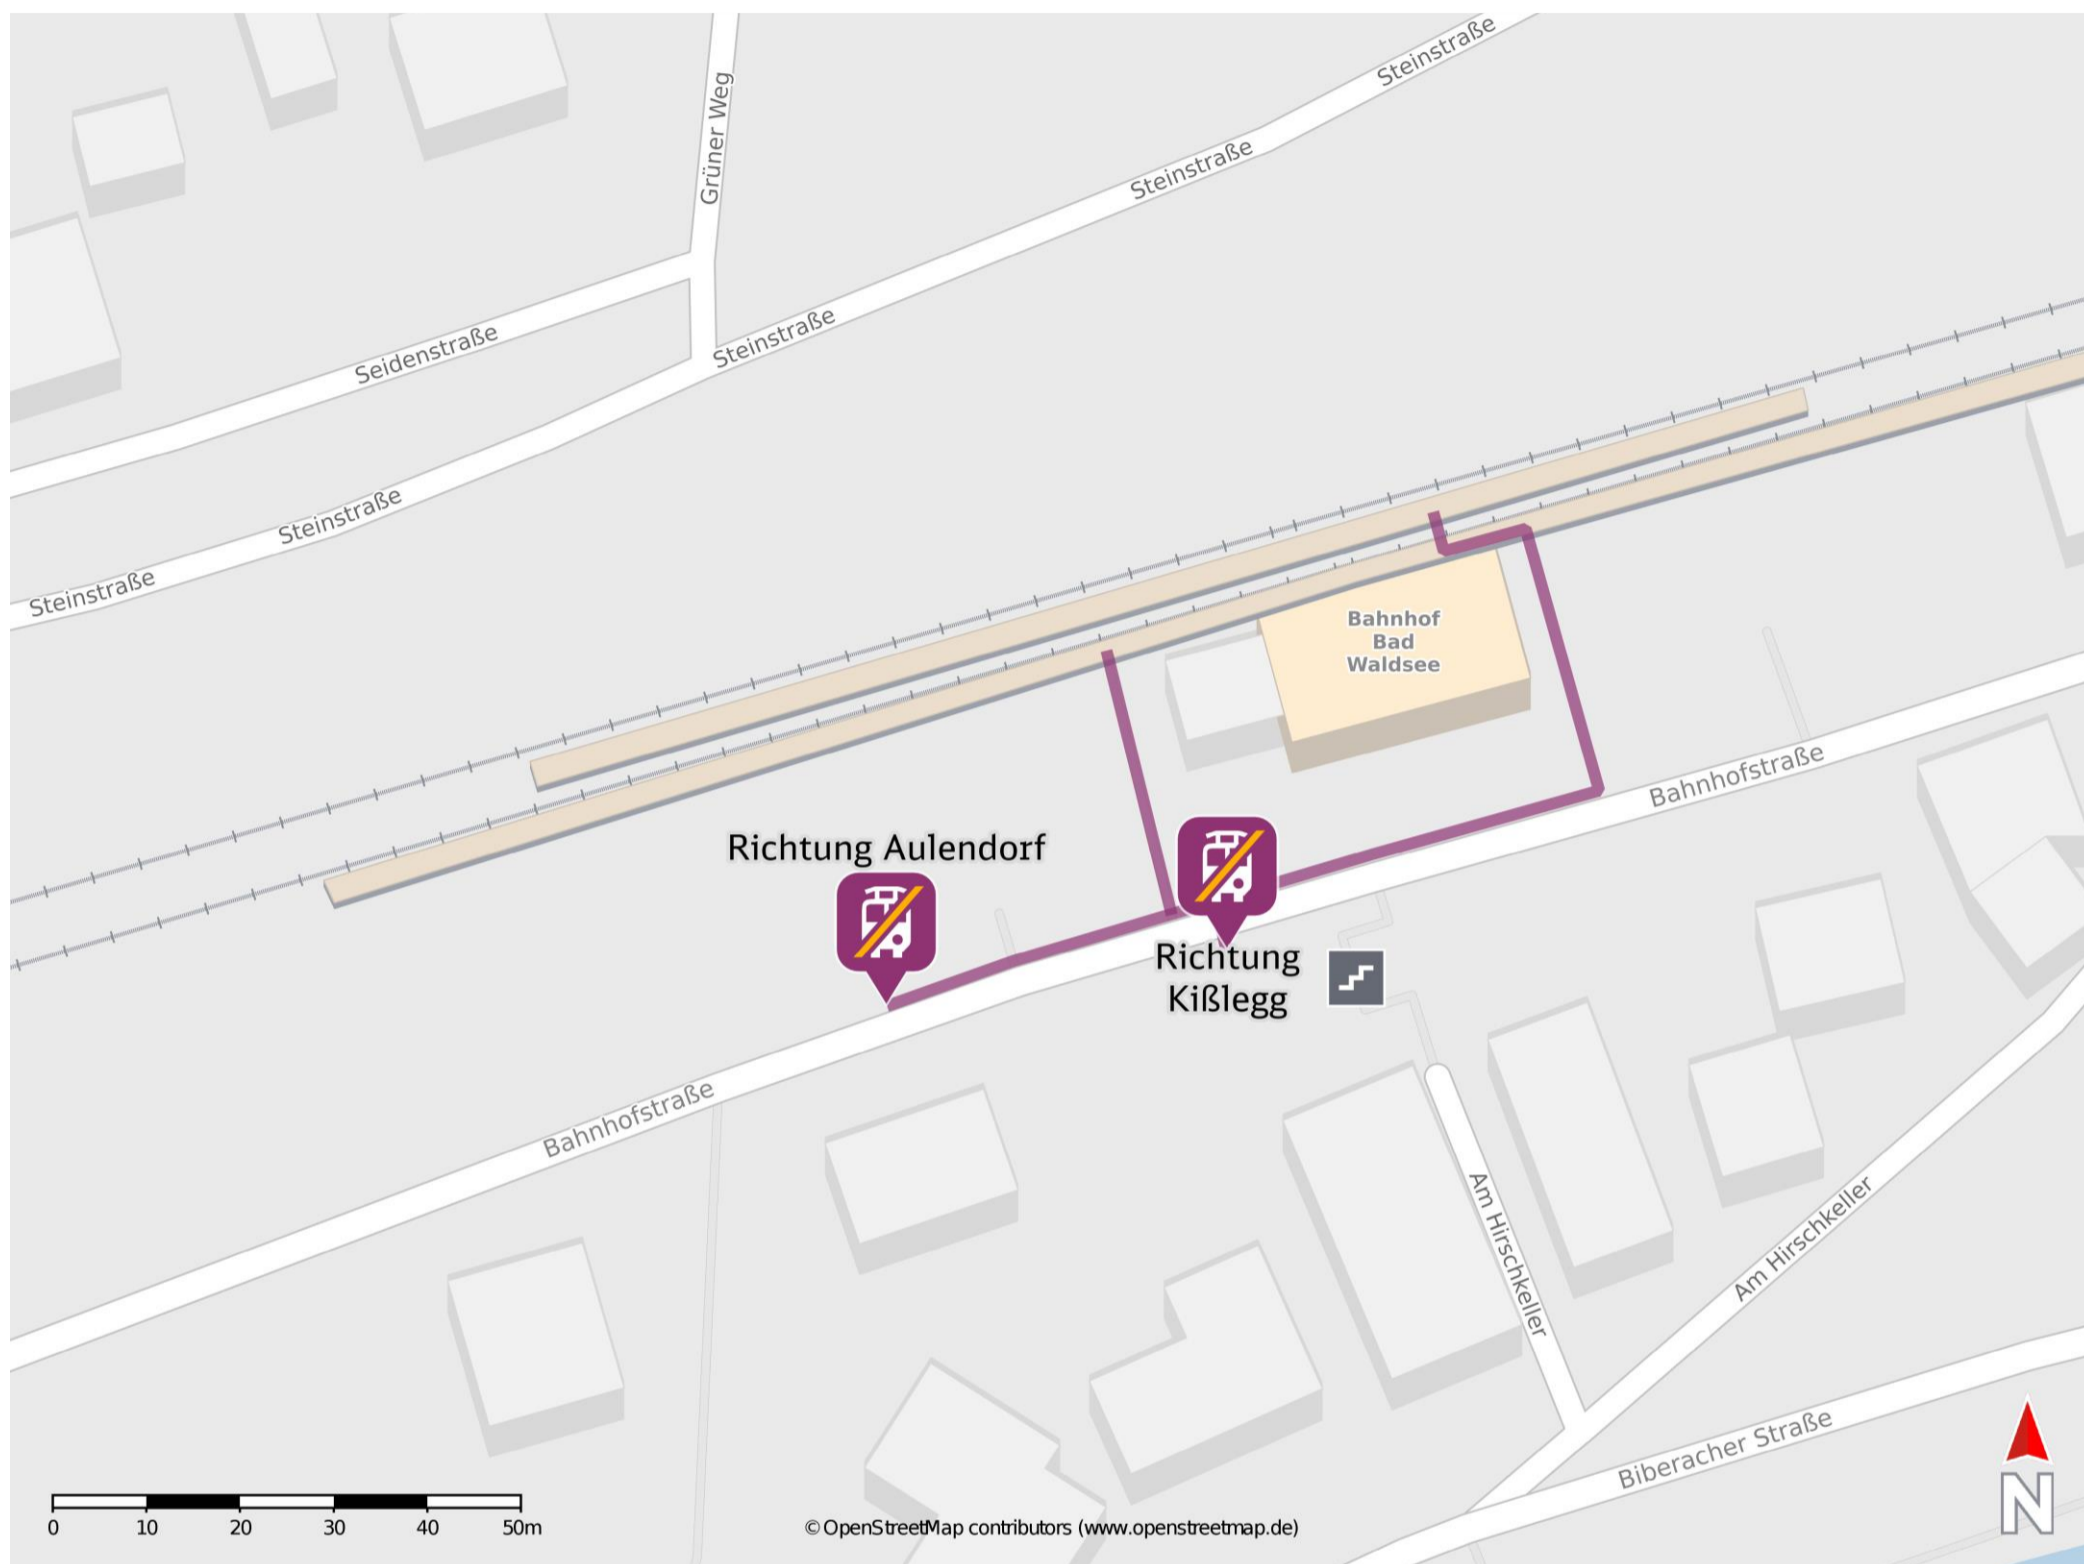 Steinstraße
Grüner Weg
Steinstraße
Steinstraße
Seidenstraße
Steinstraße
Steinstraße
Bahnhof
Bad
Waldsee
Bahnhofstraße
Richtung Aulendorf
Richtung
Kißlegg
Bahnhofstraße
Am Hirschkeller
Am Hirschkeller
Biberacher Straße
N
0 10 20 30 40 50m
© OpenStreetMap contributors (www.openstreetmap.de)